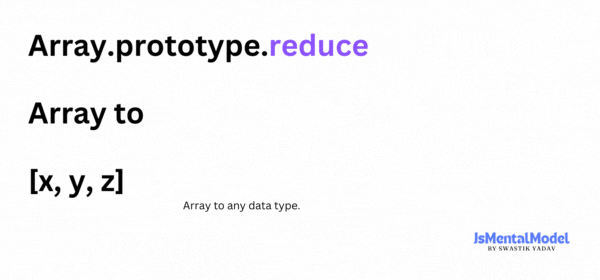 Array.prototype.reduce
Array to
[x, y, z]
Array to any data type.
JsMentalModel
BY SWASTIK YADAV